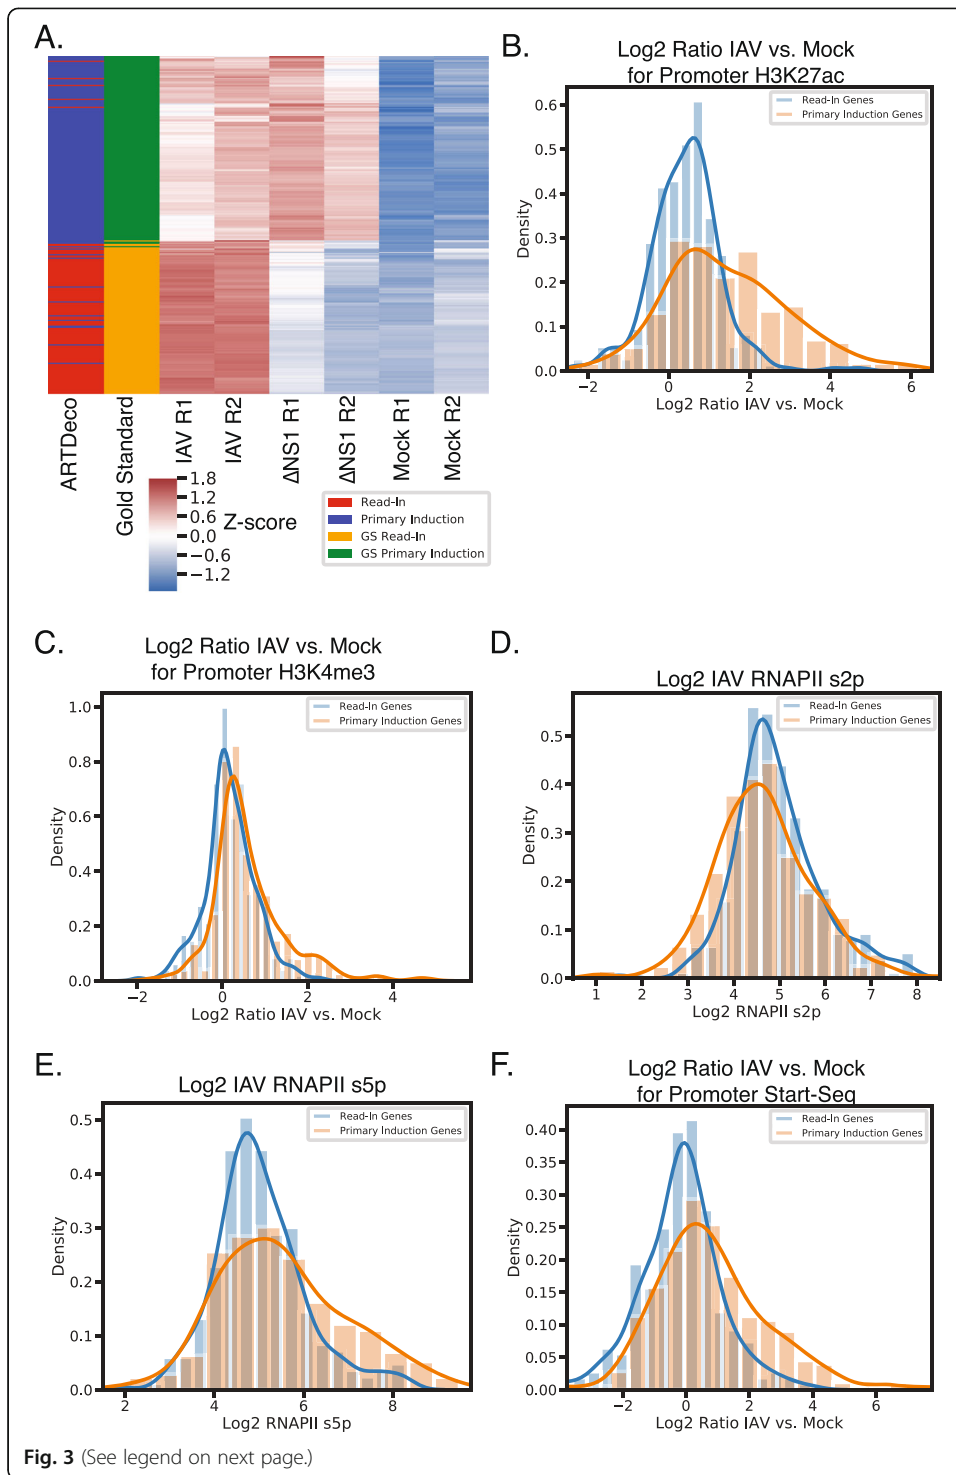 A.
ARTDeco
Gold Standard
IAV R1
IAV R2
ΔNS1 R1
ΔNS1 R2
Mock R1
Mock R2
1.8
1.2
0.6
0.0
−0.6
−1.2
Z-score
Read-In
Primary Induction
GS Read-In
GS Primary Induction
B.
Log2 Ratio IAV vs. Mock
for Promoter H3K27ac
Read-In Genes
Primary Induction Genes
0.6
0.5
0.4
0.3
0.2
0.1
0.0
Density
−2 0 2 4 6
Log2 Ratio IAV vs. Mock
C.
Log2 Ratio IAV vs. Mock
for Promoter H3K4me3
Read-In Genes
Primary Induction Genes
1.0
0.8
0.6
0.4
0.2
0.0
Density
−2 0 2 4
Log2 Ratio IAV vs. Mock
D.
Log2 IAV RNAPII s2p
Read-In Genes
Primary Induction Genes
0.5
0.4
0.3
0.2
0.1
0.0
Density
1 2 3 4 5 6 7 8
Log2 RNAPII s2p
E.
Log2 IAV RNAPII s5p
Read-In Genes
Primary Induction Genes
0.5
0.4
0.3
0.2
0.1
0.0
Density
2 4 6 8
Log2 RNAPII s5p
F.
Log2 Ratio IAV vs. Mock
for Promoter Start-Seq
Read-In Genes
Primary Induction Genes
0.40
0.35
0.30
0.25
0.20
0.15
0.10
0.05
0.00
Density
−2 0 2 4 6
Log2 Ratio IAV vs. Mock
Fig. 3 (See legend on next page.)